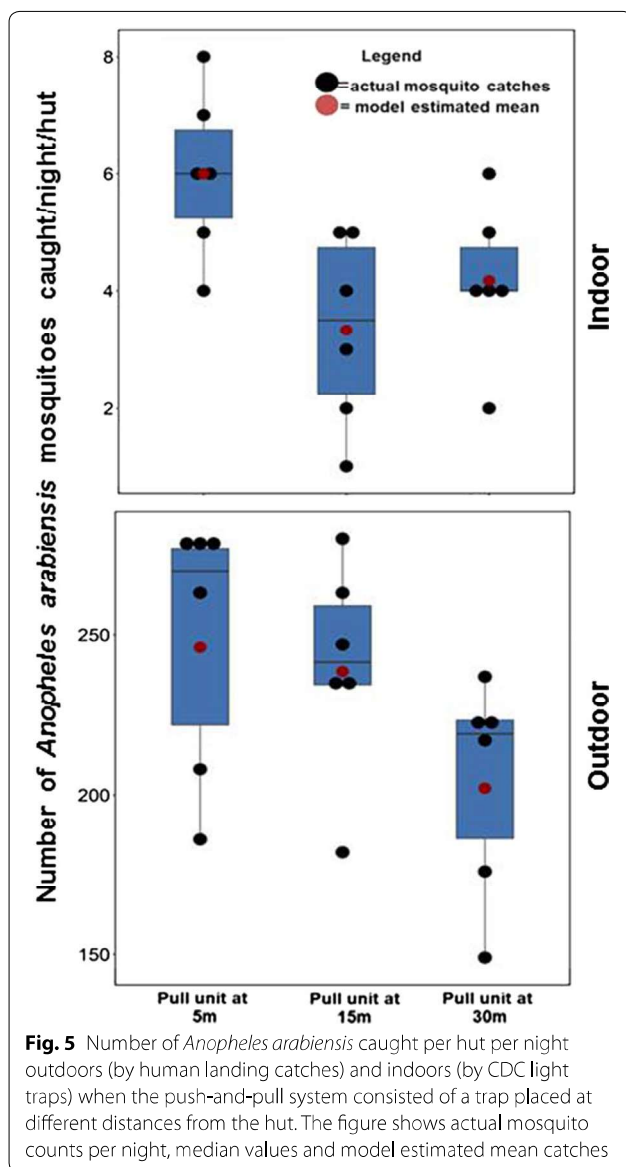 Legend
=actual mosquito catches
= model estimated mean
Number of Anopheles arabiensis mosquitoes caught/night/hut
8
6
4
2
Indoor
250
200
150
Outdoor
Pull unit at
5m
Pull unit at
15m
Pull unit at
30m
Fig. 5 Number of Anopheles arabiensis caught per hut per night
outdoors (by human landing catches) and indoors (by CDC light
traps) when the push-and-pull system consisted of a trap placed at
different distances from the hut. The figure shows actual mosquito
counts per night, median values and model estimated mean catches